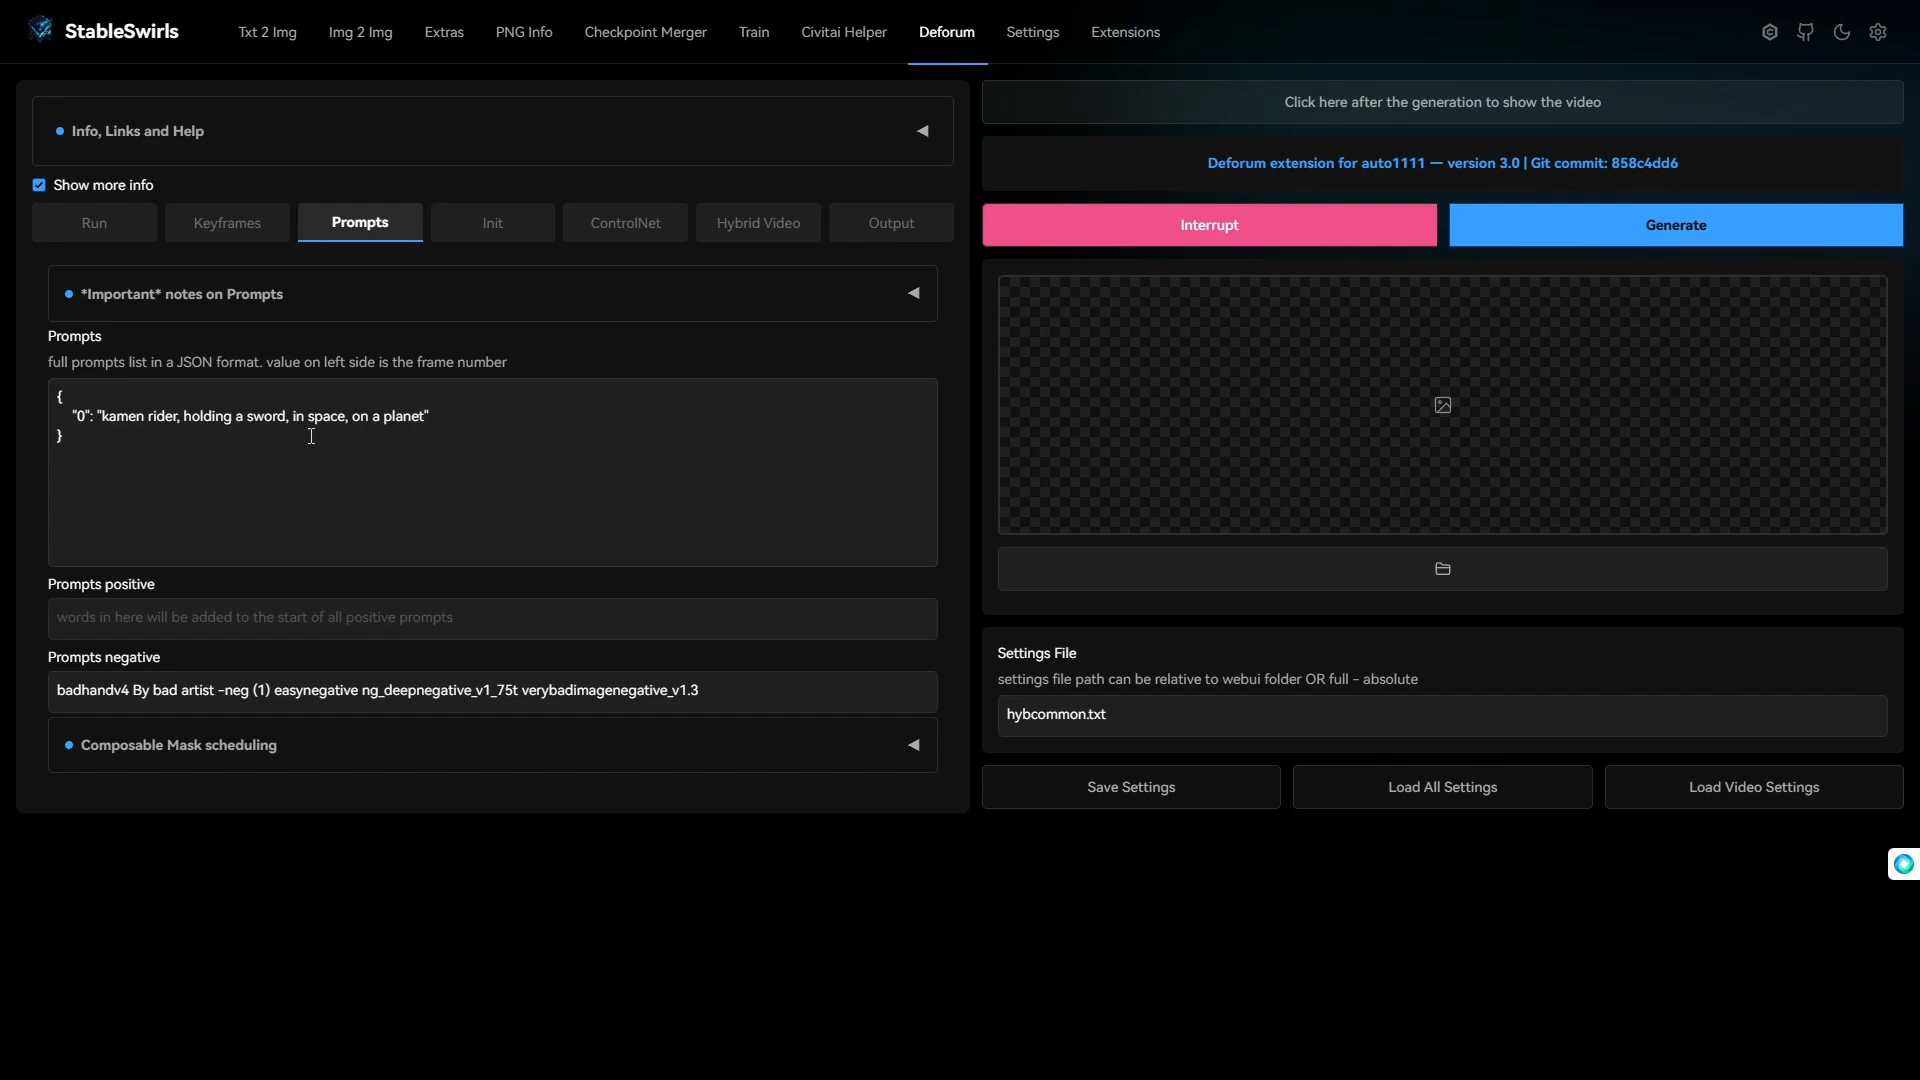 StableSwirls
Txt 2 Img Img 2 Img Extras PNG Info Checkpoint Merger Train Civitai Helper Deforum Settings Extensions
Info, Links and Help
Show more info
Run Keyframes Prompts Init ControlNet Hybrid Video Output
*Important* notes on Prompts
Prompts
full prompts list in a JSON format. value on left side is the frame number
{
"0": "kamen rider, holding a sword, in space, on a planet"
}
Prompts positive
words in here will be added to the start of all positive prompts
Prompts negative
badhandv4 By bad artist -neg (1) easynegative ng_deepnegative_v1_75t verybadimagenegative_v1.3
Composable Mask scheduling
Click here after the generation to show the video
Deforum extension for auto1111 — version 3.0 | Git commit: 858c4dd6
Interrupt Generate
Settings File
settings file path can be relative to webui folder OR full - absolute
hybcommon.txt
Save Settings Load All Settings Load Video Settings